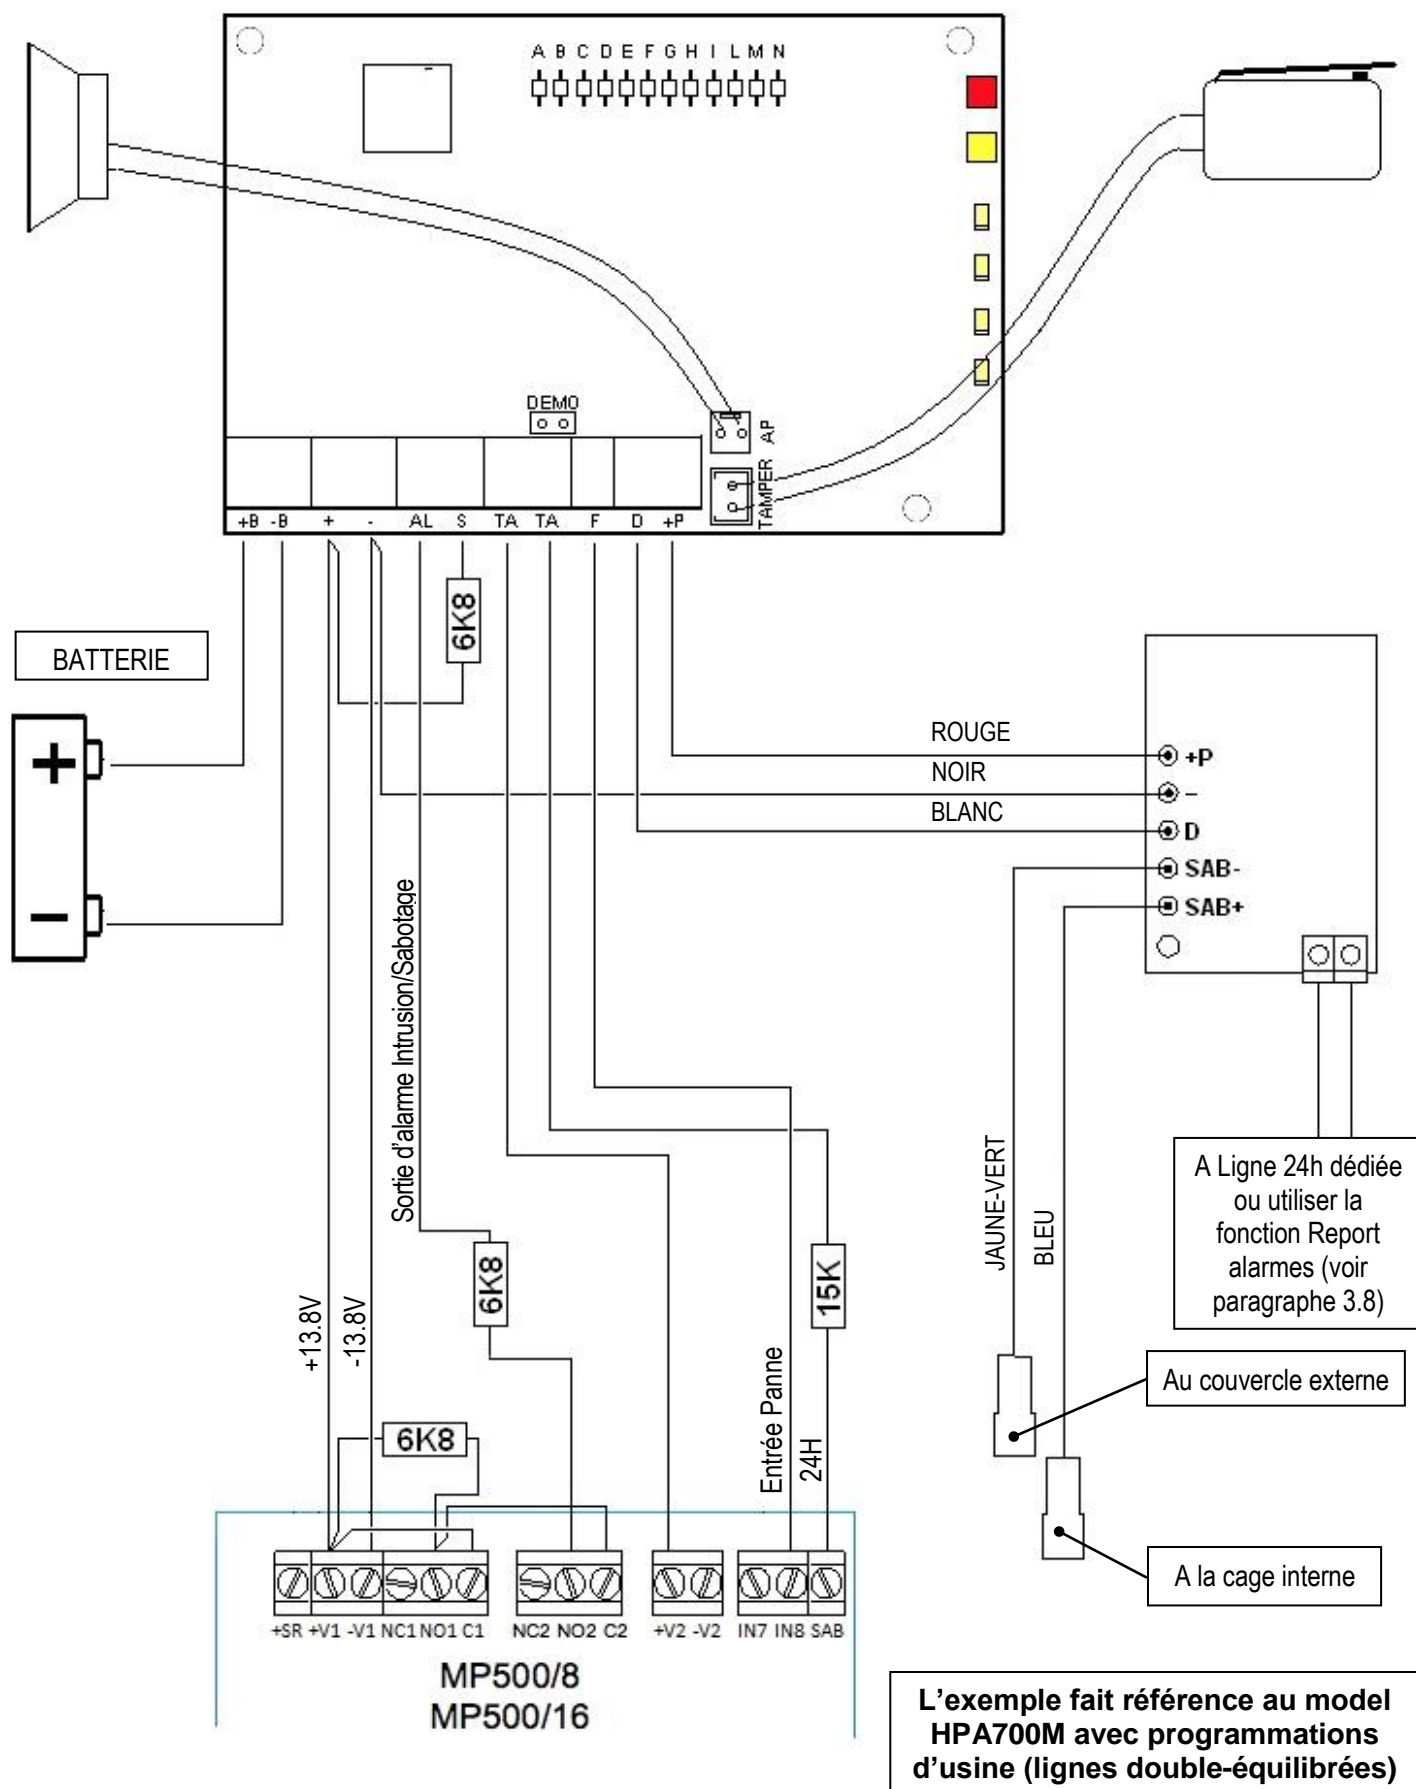 A B C D E F G H I L M N
DEMO
AP
TAMPER
+B -B + - AL S TA TA F D +P
6K8
BATTERIE
+
−
ROUGE
NOIR
BLANC
+P
–
D
SAB-
SAB+
Sortie d'alarme Intrusion/Sabotage
JAUNE-VERT
BLEU
A Ligne 24h dédiée
ou utiliser la
fonction Report
alarmes (voir
paragraphe 3.8)
6K8
15K
+13.8V
-13.8V
Entrée Panne
24H
6K8
Au couvercle externe
A la cage interne
+SR +V1 -V1 NC1 NO1 C1 NC2 NO2 C2 +V2 -V2 IN7 IN8 SAB
MP500/8
MP500/16
L'exemple fait référence au model
HPA700M avec programmations
d'usine (lignes double-équilibrées)